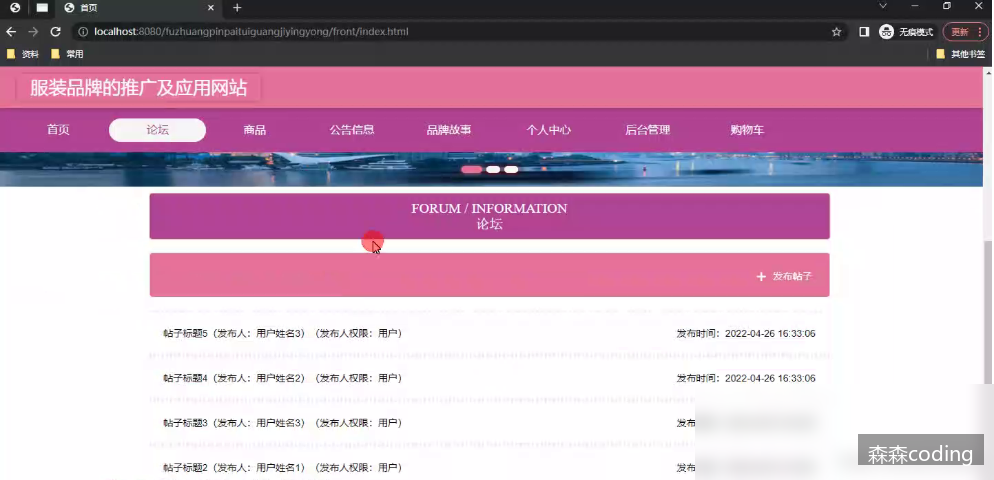 首页
localhost:8080/fuzhuangpinpaituiguangjiyingyong/front/index.html
无痕模式
更新
资料
常用
其他书签
服装品牌的推广及应用网站
首页
论坛
商品
公告信息
品牌故事
个人中心
后台管理
购物车
FORUM / INFORMATION
论坛
+ 发布帖子
帖子标题5（发布人：用户姓名3）（发布人权限：用户） 发布时间：2022-04-26 16:33:06
帖子标题4（发布人：用户姓名2）（发布人权限：用户） 发布时间：2022-04-26 16:33:06
帖子标题3（发布人：用户姓名3）（发布人权限：用户） 发布
帖子标题2（发布人：用户姓名1）（发布人权限：用户） 发布
森森coding